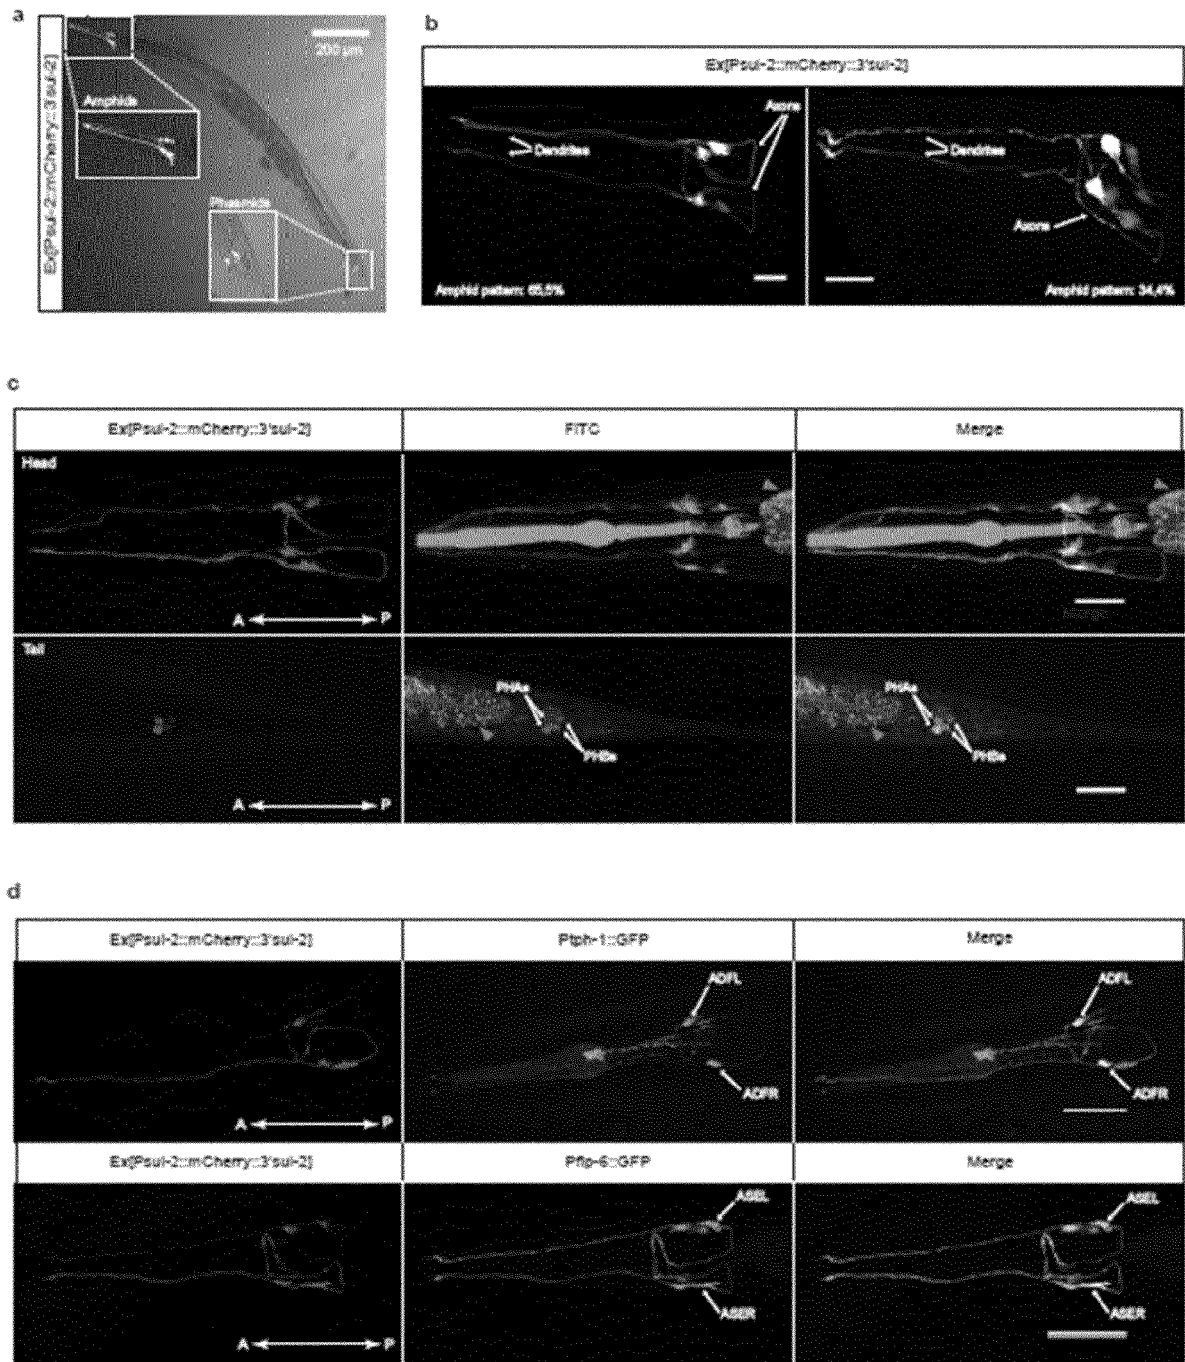 a
Ex[Psul-2::mCherry::3'sul-2]
200 µm
Amphids
Phasmids
b
Ex[Psul-2::mCherry::3'sul-2]
Axons
Dendrites
Amphid pattern: 65,5%
Dendrites
Axons
Amphid pattern: 34,4%
c
Ex[Psul-2::mCherry::3'sul-2]
FITC
Merge
Head
A
P
Tail
PHAs
PHBs
PHAs
PHBs
A
P
d
Ex[Psul-2::mCherry::3'sul-2]
Ptph-1::GFP
Merge
ADFL
ADFL
ADFR
ADFR
A
P
Ex[Psul-2::mCherry::3'sul-2]
Pflp-6::GFP
Merge
ASEL
ASEL
ASER
ASER
A
P